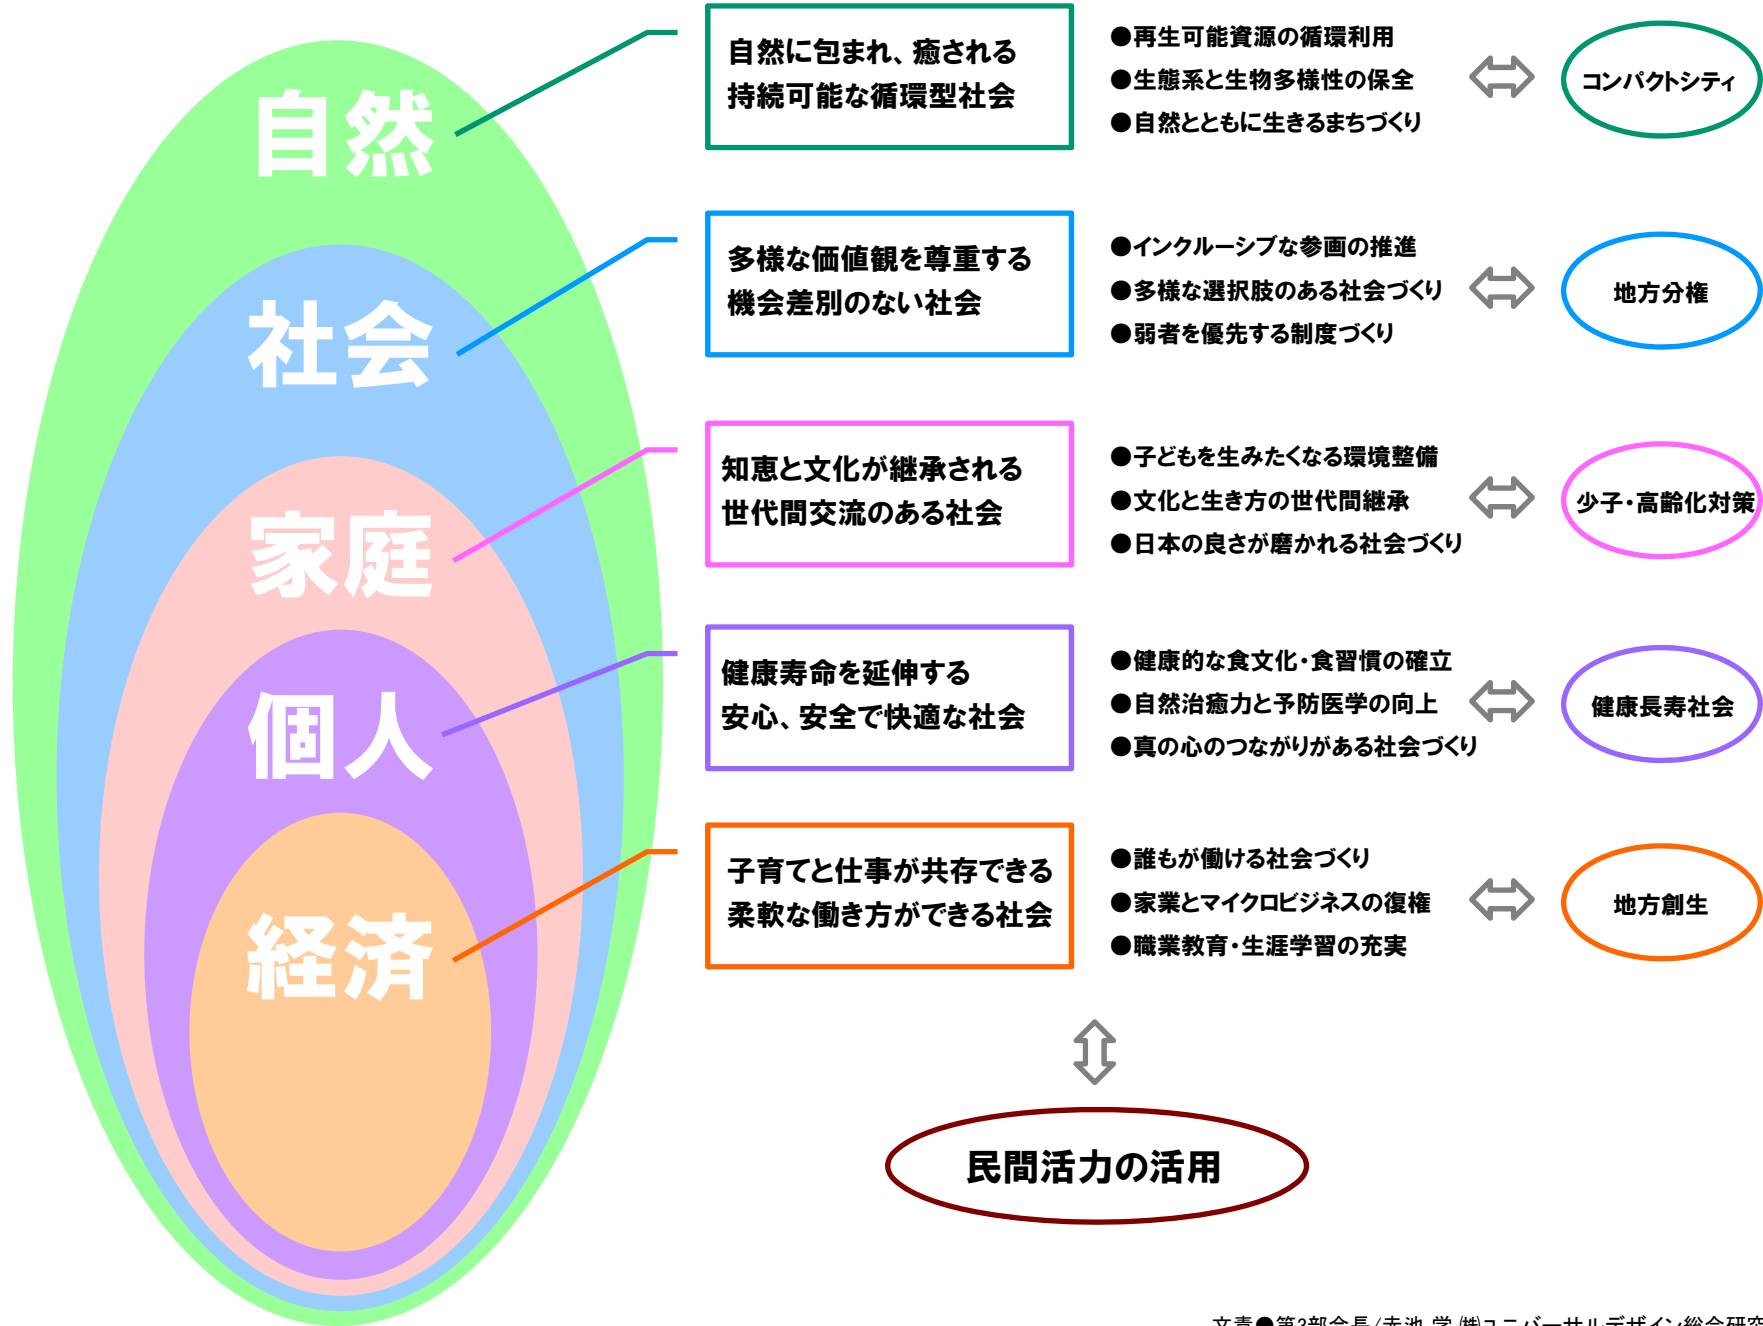 自然
自然に包まれ、癒される
持続可能な循環型社会
●再生可能資源の循環利用
●生態系と生物多様性の保全
●自然とともに生きるまちづくり
コンパクトシティ
社会
多様な価値観を尊重する
機会差別のない社会
●インクルーシブな参画の推進
●多様な選択肢のある社会づくり
●弱者を優先する制度づくり
地方分権
家庭
知恵と文化が継承される
世代間交流のある社会
●子どもを生みたくなる環境整備
●文化と生き方の世代間継承
●日本の良さが磨かれる社会づくり
少子・高齢化対策
個人
健康寿命を延伸する
安心、安全で快適な社会
●健康的な食文化・食習慣の確立
●自然治癒力と予防医学の向上
●真の心のつながりがある社会づくり
健康長寿社会
経済
子育てと仕事が共存できる
柔軟な働き方ができる社会
●誰もが働ける社会づくり
●家業とマイクロビジネスの復権
●職業教育・生涯学習の充実
地方創生
民間活力の活用